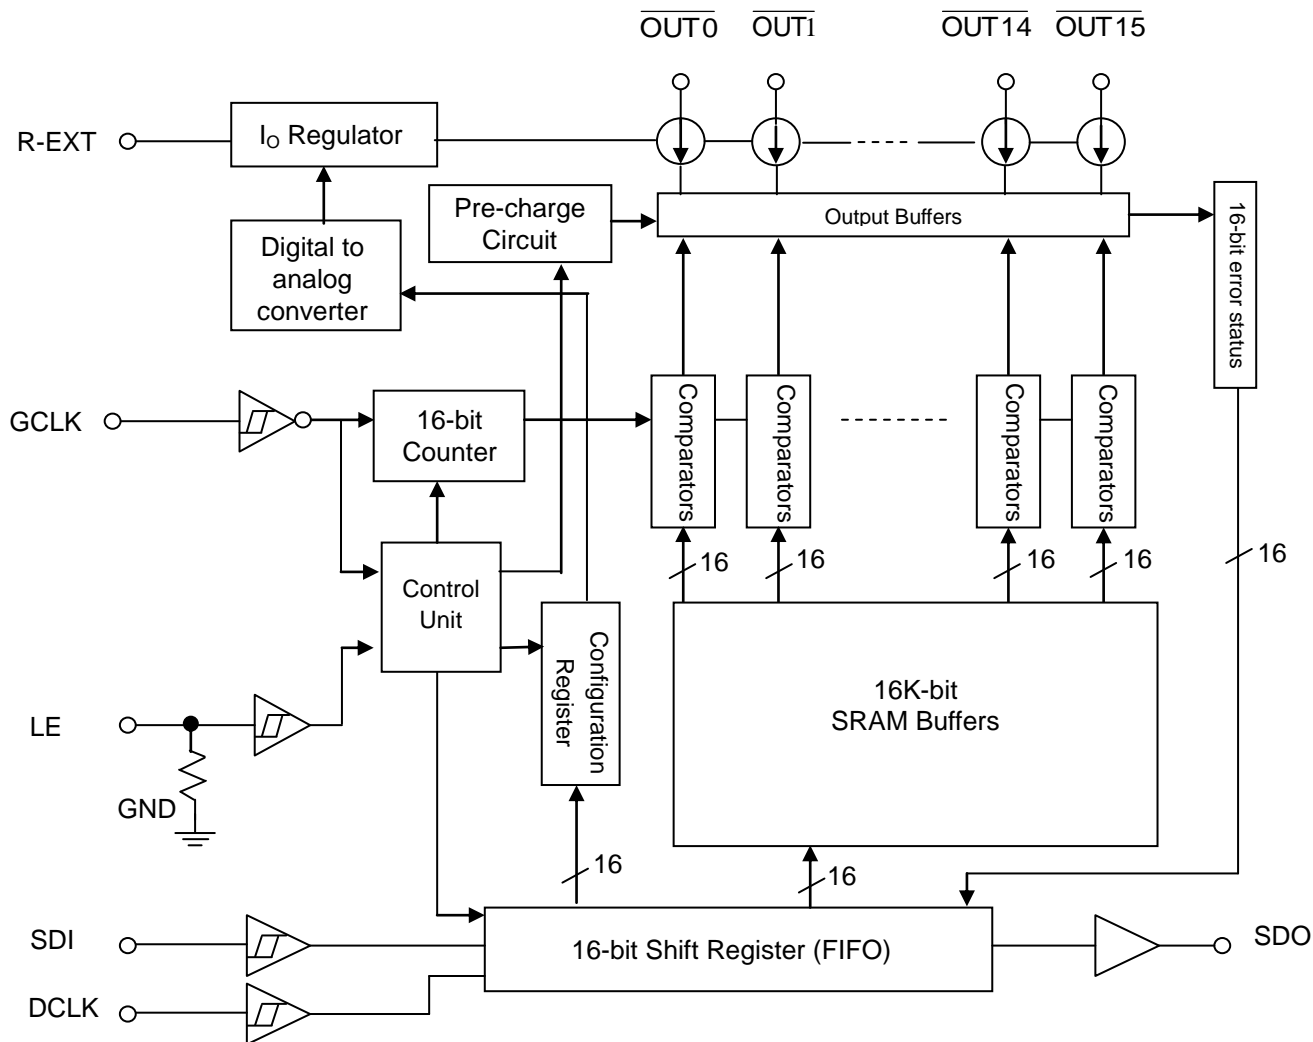 OUT0 OUT1 OUT14 OUT15
R-EXT
IO Regulator
Pre-charge
Circuit
Output Buffers
16-bit error status
Digital to
analog
converter
GCLK
16-bit
Counter
Comparators
Comparators
Comparators
Comparators
16
16
16
16
16
Control
Unit
Configuration
Register
16K-bit
SRAM Buffers
LE
GND
16
16
SDI
16-bit Shift Register (FIFO)
SDO
DCLK